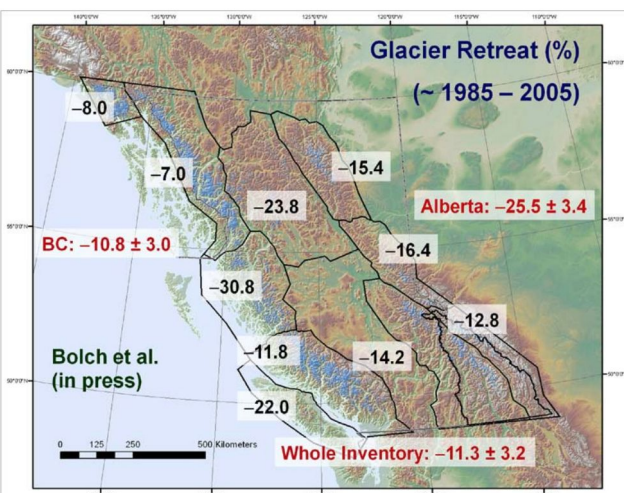 Glacier Retreat (%)
(~ 1985 – 2005)
–8.0
–7.0
–15.4
–23.8
Alberta: –25.5 ± 3.4
BC: –10.8 ± 3.0
–16.4
–30.8
–12.8
Bolch et al.
(in press)
–11.8
–14.2
–22.0
0 125 250 500 Kilometers
Whole Inventory: –11.3 ± 3.2